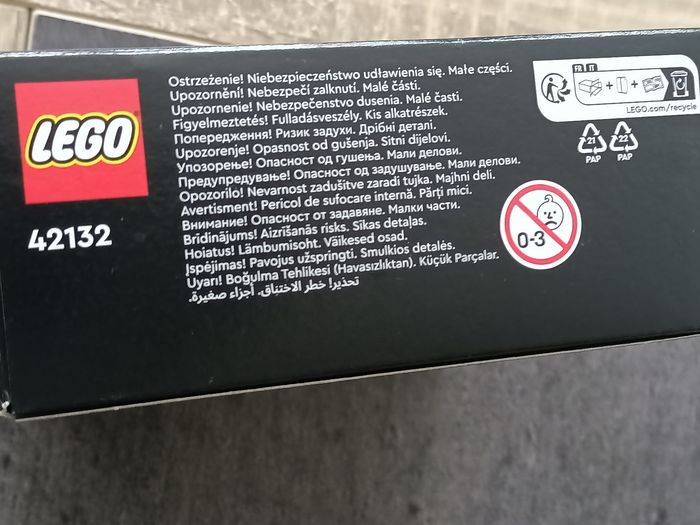 LEGO
42132
Ostrzeżenie! Niebezpieczeństwo udławienia się. Małe części.
Upozornění! Nebezpečí zalknutí. Malé části.
Upozornenie! Nebezpečenstvo dusenia. Malé časti.
Figyelmeztetés! Fulladásveszély. Kis alkatrészek.
Попередження! Ризик задухи. Дрібні деталі.
Upozorenje! Opasnost od gušenja. Sitni dijelovi.
Упозорење! Опасност од гушења. Мали делови.
Предупредување! Опасност од задушување. Мали делови.
Opozorilo! Nevarnost zadušitve zaradi tujka. Majhni deli.
Avertisment! Pericol de sufocare internă. Părți mici.
Внимание! Опасност от задавяне. Малки части.
Brīdinājums! Aizrīšanās risks. Sīkas detaļas.
Hoiatus! Lämbumisoht. Väikesed osad.
Įspėjimas! Pavojus užspringti. Smulkios detalės.
Uyarı! Boğulma Tehlikesi (Havasızlıktan). Küçük Parçalar.
تحذير! خطر الاختناق. أجزاء صغيرة.
FR IT
+ +
LEGO.com/recycle
21 22
PAP PAP
0-3